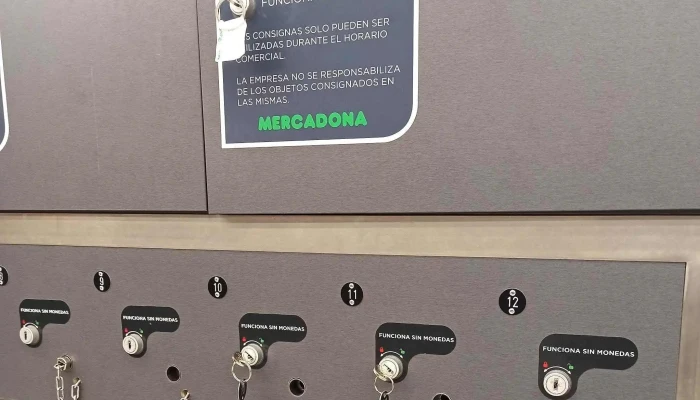 FUNCIONA
CONSIGNAS SOLO PUEDEN SER
UTILIZADAS DURANTE EL HORARIO
COMERCIAL.
LA EMPRESA NO SE RESPONSABILIZA
DE LOS OBJETOS CONSIGNADOS EN
LAS MISMAS.
MERCADONA
9
10
11
12
FUNCIONA SIN MONEDAS
FUNCIONA SIN MONEDAS
FUNCIONA SIN MONEDAS
FUNCIONA SIN MONEDAS
FUNCIONA SIN MONEDAS